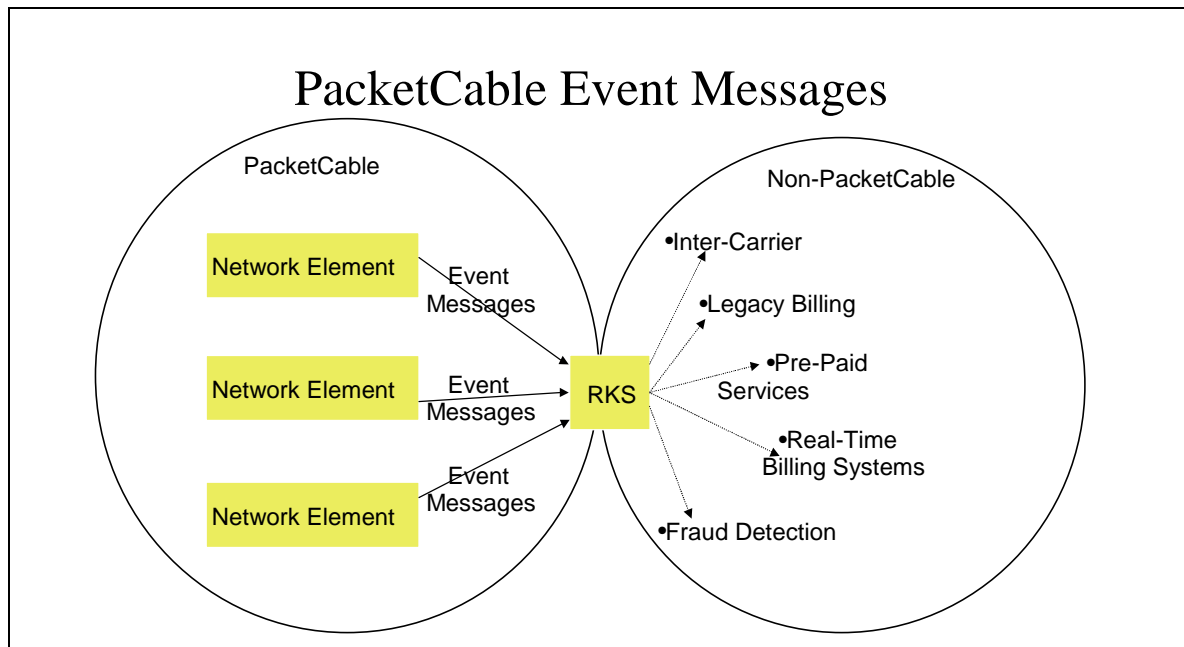 PacketCable Event Messages
PacketCable
Network Element
Event
Messages
Network Element
Event
Messages
Network Element
Event
Messages
RKS
Non-PacketCable
•Inter-Carrier
•Legacy Billing
•Pre-Paid
Services
•Real-Time
Billing Systems
•Fraud Detection